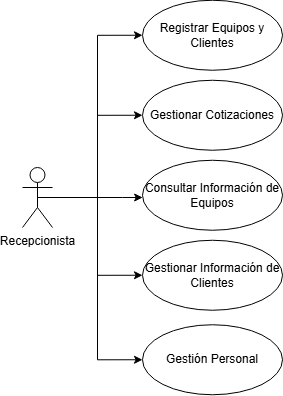 Registrar Equipos y
Clientes
Gestionar Cotizaciones
Consultar Información de
Equipos
Recepcionista
Gestionar Información de
Clientes
Gestión Personal